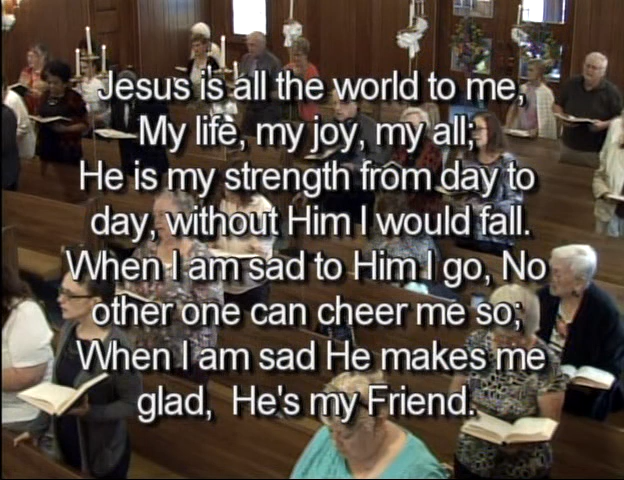 Jesus is all the world to me,
My life, my joy, my all;
He is my strength from day to
day, without Him I would fall.
When I am sad to Him I go, No
other one can cheer me so;
When I am sad He makes me
glad,  He's my Friend.